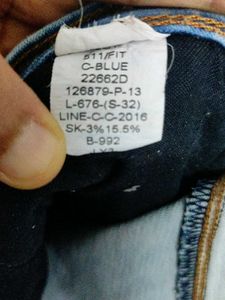 511/FIT
C-BLUE
22662D
126879-P-13
L-676-(S-32)
LINE-C-C-2016
SK-3% 15.5%
B-992